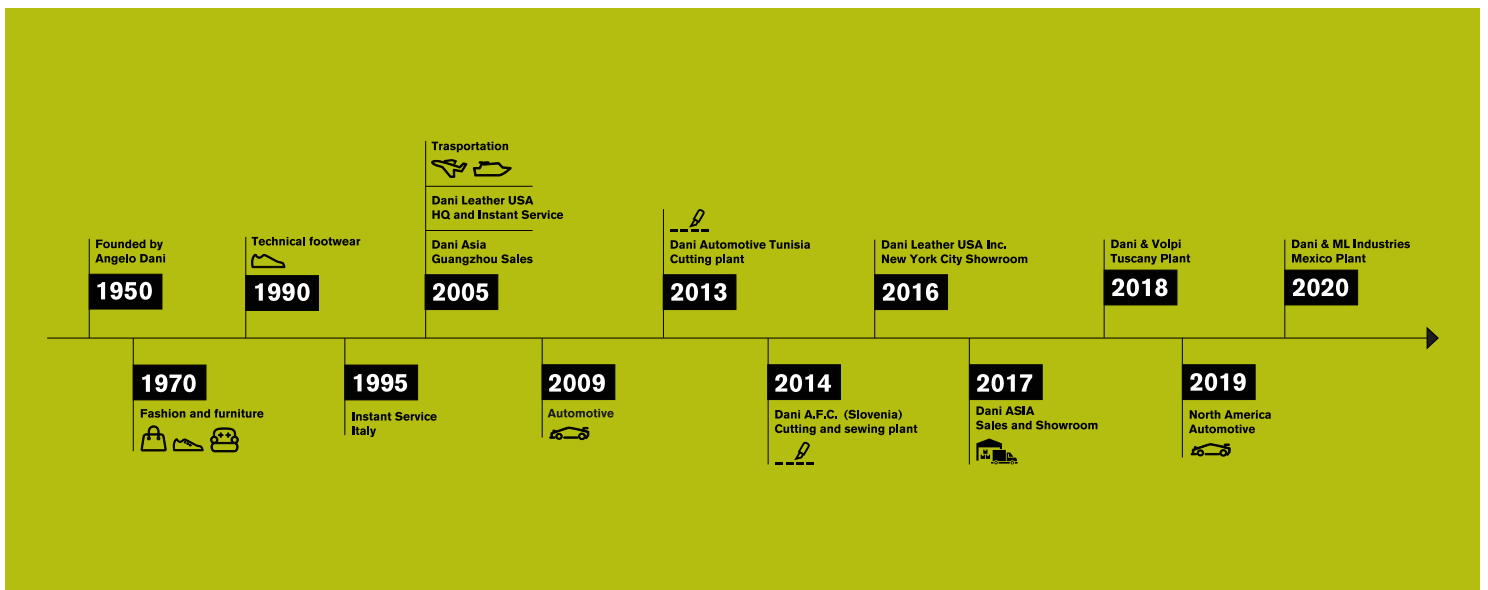 Founded by
Angelo Dani
1950
1970
Fashion and furniture
Technical footwear
1990
1995
Instant Service
Italy
Trasportation
Dani Leather USA
HQ and Instant Service
Dani Asia
Guangzhou Sales
2005
2009
Automotive
Dani Automotive Tunisia
Cutting plant
2013
2014
Dani A.F.C. (Slovenia)
Cutting and sewing plant
Dani Leather USA Inc.
New York City Showroom
2016
2017
Dani ASIA
Sales and Showroom
Dani & Volpi
Tuscany Plant
2018
2019
North America
Automotive
Dani & ML Industries
Mexico Plant
2020